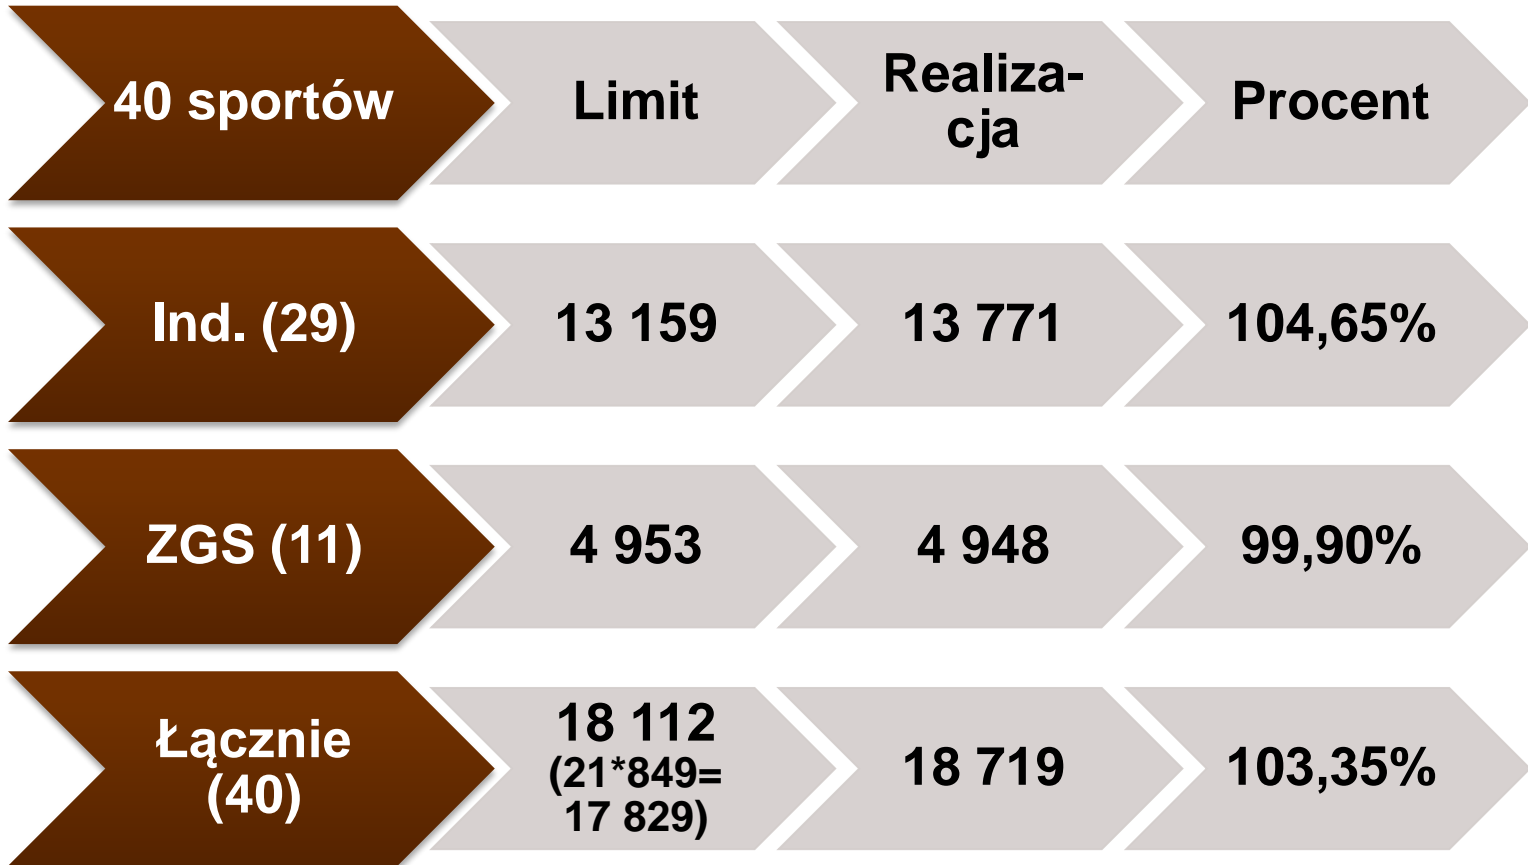 40 sportów
Limit
Realiza-
cja
Procent
Ind. (29)
13 159
13 771
104,65%
ZGS (11)
4 953
4 948
99,90%
Łącznie
(40)
18 112
(21*849=
17 829)
18 719
103,35%